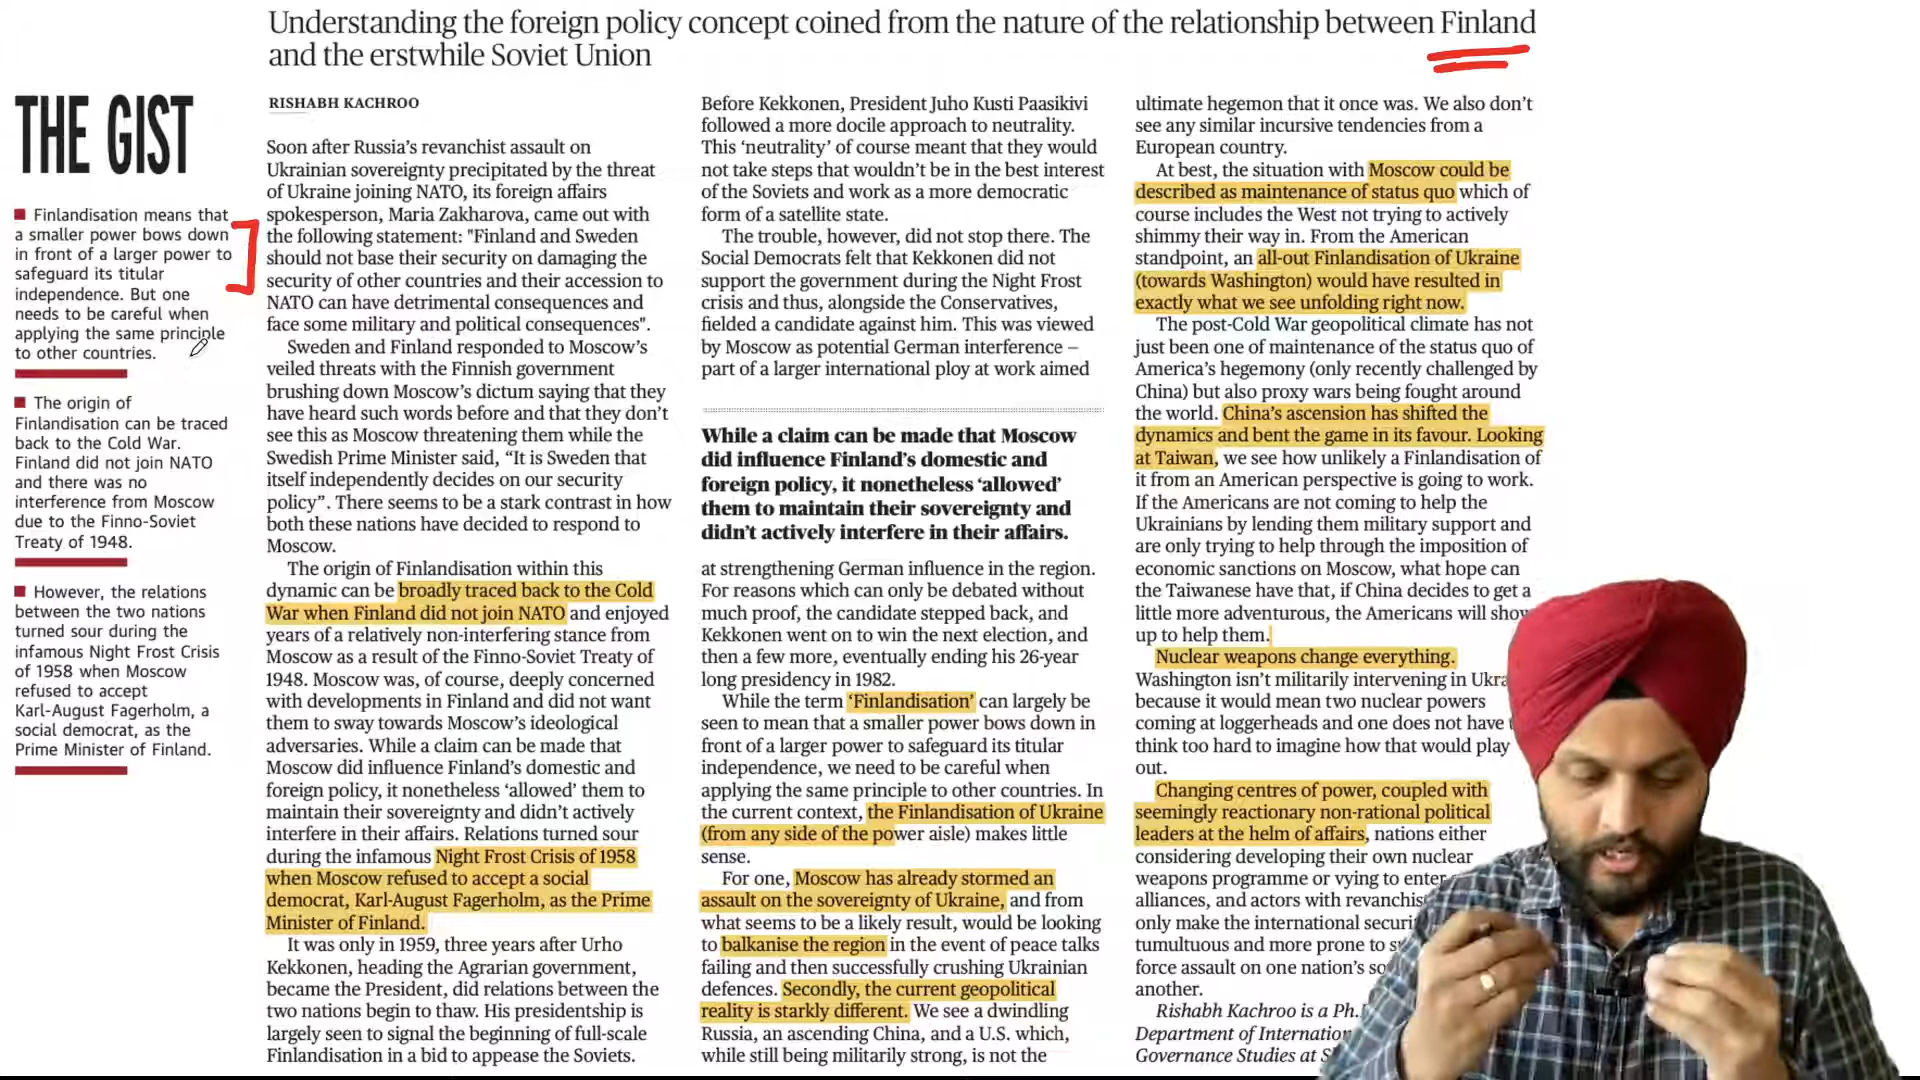 Understanding the foreign policy concept coined from the nature of the relationship between Finland
and the erstwhile Soviet Union
THE GIST
Finlandisation means that
a smaller power bows down
in front of a larger power to
safeguard its titular
independence. But one
needs to be careful when
applying the same principle
to other countries.
The origin of
Finlandisation can be traced
back to the Cold War.
Finland did not join NATO
and there was no
interference from Moscow
due to the Finno-Soviet
Treaty of 1948.
However, the relations
between the two nations
turned sour during the
infamous Night Frost Crisis
of 1958 when Moscow
refused to accept
Karl-August Fagerholm, a
social democrat, as the
Prime Minister of Finland.
RISHABH KACHROO
Soon after Russia's revanchist assault on
Ukrainian sovereignty precipitated by the threat
of Ukraine joining NATO, its foreign affairs
spokesperson, Maria Zakharova, came out with
the following statement: "Finland and Sweden
should not base their security on damaging the
security of other countries and their accession to
NATO can have detrimental consequences and
face some military and political consequences".
Sweden and Finland responded to Moscow's
veiled threats with the Finnish government
brushing down Moscow's dictum saying that they
have heard such words before and that they don't
see this as Moscow threatening them while the
Swedish Prime Minister said, “It is Sweden that
itself independently decides on our security
policy”. There seems to be a stark contrast in how
both these nations have decided to respond to
Moscow.
The origin of Finlandisation within this
dynamic can be broadly traced back to the Cold
War when Finland did not join NATO and enjoyed
years of a relatively non-interfering stance from
Moscow as a result of the Finno-Soviet Treaty of
1948. Moscow was, of course, deeply concerned
with developments in Finland and did not want
them to sway towards Moscow's ideological
adversaries. While a claim can be made that
Moscow did influence Finland's domestic and
foreign policy, it nonetheless 'allowed' them to
maintain their sovereignty and didn't actively
interfere in their affairs. Relations turned sour
during the infamous Night Frost Crisis of 1958
when Moscow refused to accept a social
democrat, Karl-August Fagerholm, as the Prime
Minister of Finland.
It was only in 1959, three years after Urho
Kekkonen, heading the Agrarian government,
became the President, did relations between the
two nations begin to thaw. His presidentship is
largely seen to signal the beginning of full-scale
Finlandisation in a bid to appease the Soviets.
Before Kekkonen, President Juho Kusti Paasikivi
followed a more docile approach to neutrality.
This 'neutrality' of course meant that they would
not take steps that wouldn't be in the best interest
of the Soviets and work as a more democratic
form of a satellite state.
The trouble, however, did not stop there. The
Social Democrats felt that Kekkonen did not
support the government during the Night Frost
crisis and thus, alongside the Conservatives,
fielded a candidate against him. This was viewed
by Moscow as potential German interference –
part of a larger international ploy at work aimed
While a claim can be made that Moscow
did influence Finland's domestic and
foreign policy, it nonetheless 'allowed'
them to maintain their sovereignty and
didn't actively interfere in their affairs.
at strengthening German influence in the region.
For reasons which can only be debated without
much proof, the candidate stepped back, and
Kekkonen went on to win the next election, and
then a few more, eventually ending his 26-year
long presidency in 1982.
While the term 'Finlandisation' can largely be
seen to mean that a smaller power bows down in
front of a larger power to safeguard its titular
independence, we need to be careful when
applying the same principle to other countries. In
the current context, the Finlandisation of Ukraine
(from any side of the power aisle) makes little
sense.
For one, Moscow has already stormed an
assault on the sovereignty of Ukraine, and from
what seems to be a likely result, would be looking
to balkanise the region in the event of peace talks
failing and then successfully crushing Ukrainian
defences. Secondly, the current geopolitical
reality is starkly different. We see a dwindling
Russia, an ascending China, and a U.S. which,
while still being militarily strong, is not the
ultimate hegemon that it once was. We also don't
see any similar incursive tendencies from a
European country.
At best, the situation with Moscow could be
described as maintenance of status quo which of
course includes the West not trying to actively
shimmy their way in. From the American
standpoint, an all-out Finlandisation of Ukraine
(towards Washington) would have resulted in
exactly what we see unfolding right now.
The post-Cold War geopolitical climate has not
just been one of maintenance of the status quo of
America's hegemony (only recently challenged by
China) but also proxy wars being fought around
the world. China's ascension has shifted the
dynamics and bent the game in its favour. Looking
at Taiwan, we see how unlikely a Finlandisation of
it from an American perspective is going to work.
If the Americans are not coming to help the
Ukrainians by lending them military support and
are only trying to help through the imposition of
economic sanctions on Moscow, what hope can
the Taiwanese have that, if China decides to get a
little more adventurous, the Americans will show
up to help them.
Nuclear weapons change everything.
Washington isn't militarily intervening in
because it would mean two nuclear powers
coming at loggerheads and one does not have
think too hard to imagine how that would play
out.
Changing centres of power, coupled with
seemingly reactionary non-rational political
leaders at the helm of affairs, nations either
considering developing their own nuclear
weapons programme or vying to enter
alliances, and actors with
only make the international
tumultuous and more prone to
force assault on one nation's
another.
Rishabh Kachroo is a
Department of
Governance Studies at